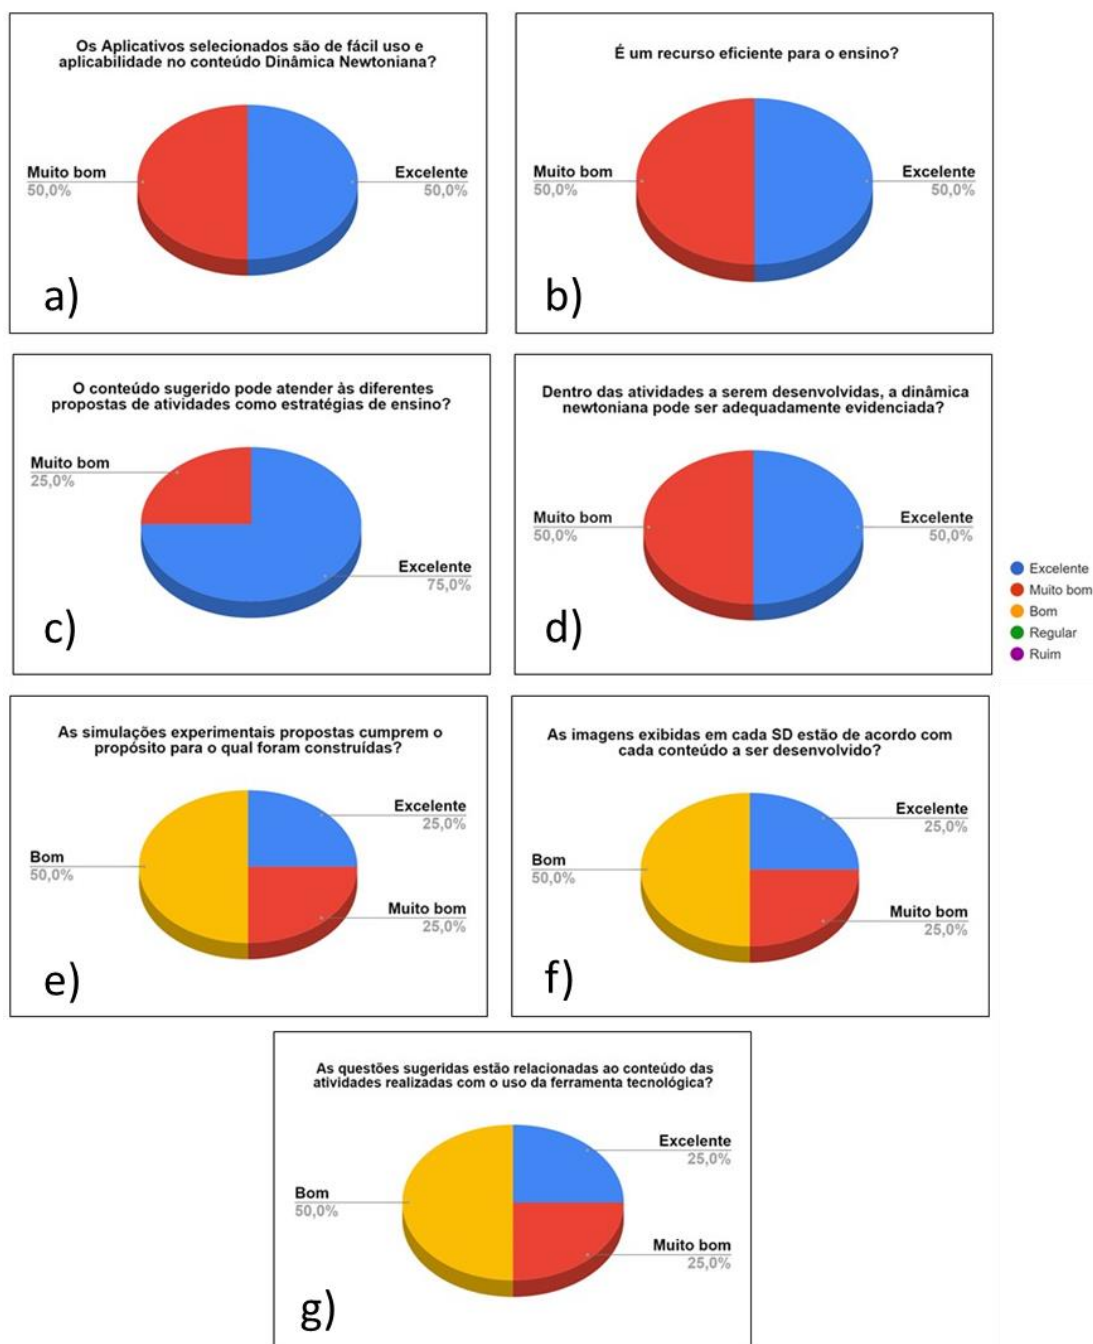 Os Aplicativos selecionados são de fácil uso e
aplicabilidade no conteúdo Dinâmica Newtoniana?
Muito bom
50,0%
Excelente
50,0%
a)
É um recurso eficiente para o ensino?
Muito bom
50,0%
Excelente
50,0%
b)
O conteúdo sugerido pode atender às diferentes
propostas de atividades como estratégias de ensino?
Muito bom
25,0%
Excelente
75,0%
c)
Dentro das atividades a serem desenvolvidas, a dinâmica
newtoniana pode ser adequadamente evidenciada?
Muito bom
50,0%
Excelente
50,0%
d)
Excelente
Muito bom
Bom
Regular
Ruim
As simulações experimentais propostas cumprem o
propósito para o qual foram construídas?
Excelente
25,0%
Bom
50,0%
Muito bom
25,0%
e)
As imagens exibidas em cada SD estão de acordo com
cada conteúdo a ser desenvolvido?
Excelente
25,0%
Bom
50,0%
Muito bom
25,0%
f)
As questões sugeridas estão relacionadas ao conteúdo das
atividades realizadas com o uso da ferramenta tecnológica?
Excelente
25,0%
Bom
50,0%
Muito bom
25,0%
g)